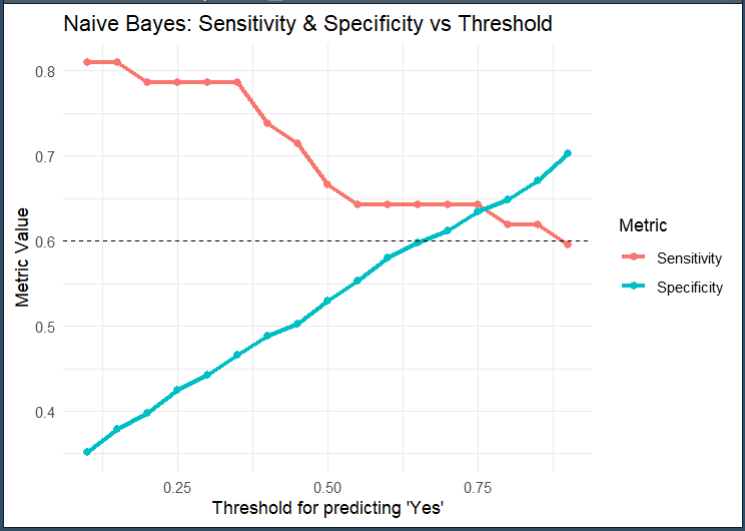 Naive Bayes: Sensitivity & Specificity vs Threshold
0.8
0.7
0.6
0.5
0.4
Metric Value
0.25 0.50 0.75
Threshold for predicting 'Yes'
Metric
Sensitivity
Specificity